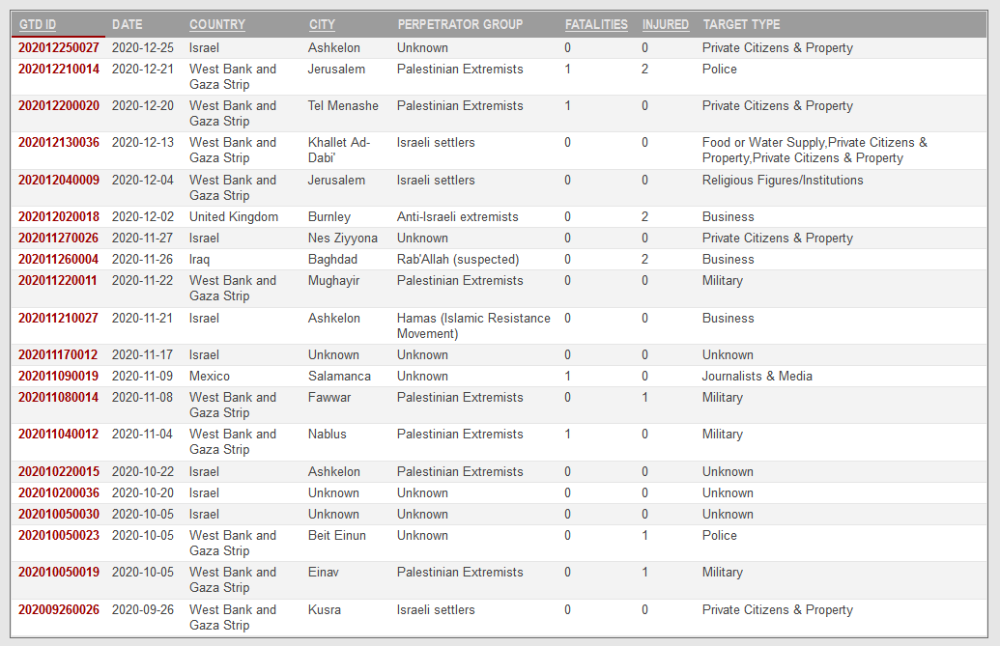 GTD ID DATE COUNTRY CITY PERPETRATOR GROUP FATALITIES INJURED TARGET TYPE
202012250027 2020-12-25 Israel Ashkelon Unknown 0 0 Private Citizens & Property
202012210014 2020-12-21 West Bank and Jerusalem Palestinian Extremists 1 2 Police
Gaza Strip
202012200020 2020-12-20 West Bank and Tel Menashe Palestinian Extremists 1 0 Private Citizens & Property
Gaza Strip
202012130036 2020-12-13 West Bank and Khallet Ad- Israeli settlers 0 0 Food or Water Supply,Private Citizens &
Gaza Strip Dabi' Property,Private Citizens & Property
202012040009 2020-12-04 West Bank and Jerusalem Israeli settlers 0 0 Religious Figures/Institutions
Gaza Strip
202012020018 2020-12-02 United Kingdom Burnley Anti-Israeli extremists 0 2 Business
202011270026 2020-11-27 Israel Nes Ziyyona Unknown 0 0 Private Citizens & Property
202011260004 2020-11-26 Iraq Baghdad Rab'Allah (suspected) 0 2 Business
202011220011 2020-11-22 West Bank and Mughayir Palestinian Extremists 0 0 Military
Gaza Strip
202011210027 2020-11-21 Israel Ashkelon Hamas (Islamic Resistance 0 0 Business
Movement)
202011170012 2020-11-17 Israel Unknown Unknown 0 0 Unknown
202011090019 2020-11-09 Mexico Salamanca Unknown 1 0 Journalists & Media
202011080014 2020-11-08 West Bank and Fawwar Palestinian Extremists 0 1 Military
Gaza Strip
202011040012 2020-11-04 West Bank and Nablus Palestinian Extremists 1 0 Military
Gaza Strip
202010220015 2020-10-22 Israel Ashkelon Palestinian Extremists 0 0 Unknown
202010200036 2020-10-20 Israel Unknown Unknown 0 0 Unknown
202010050030 2020-10-05 Israel Unknown Unknown 0 0 Unknown
202010050023 2020-10-05 West Bank and Beit Einun Unknown 0 1 Police
Gaza Strip
202010050019 2020-10-05 West Bank and Einav Palestinian Extremists 0 1 Military
Gaza Strip
202009260026 2020-09-26 West Bank and Kusra Israeli settlers 0 0 Private Citizens & Property
Gaza Strip